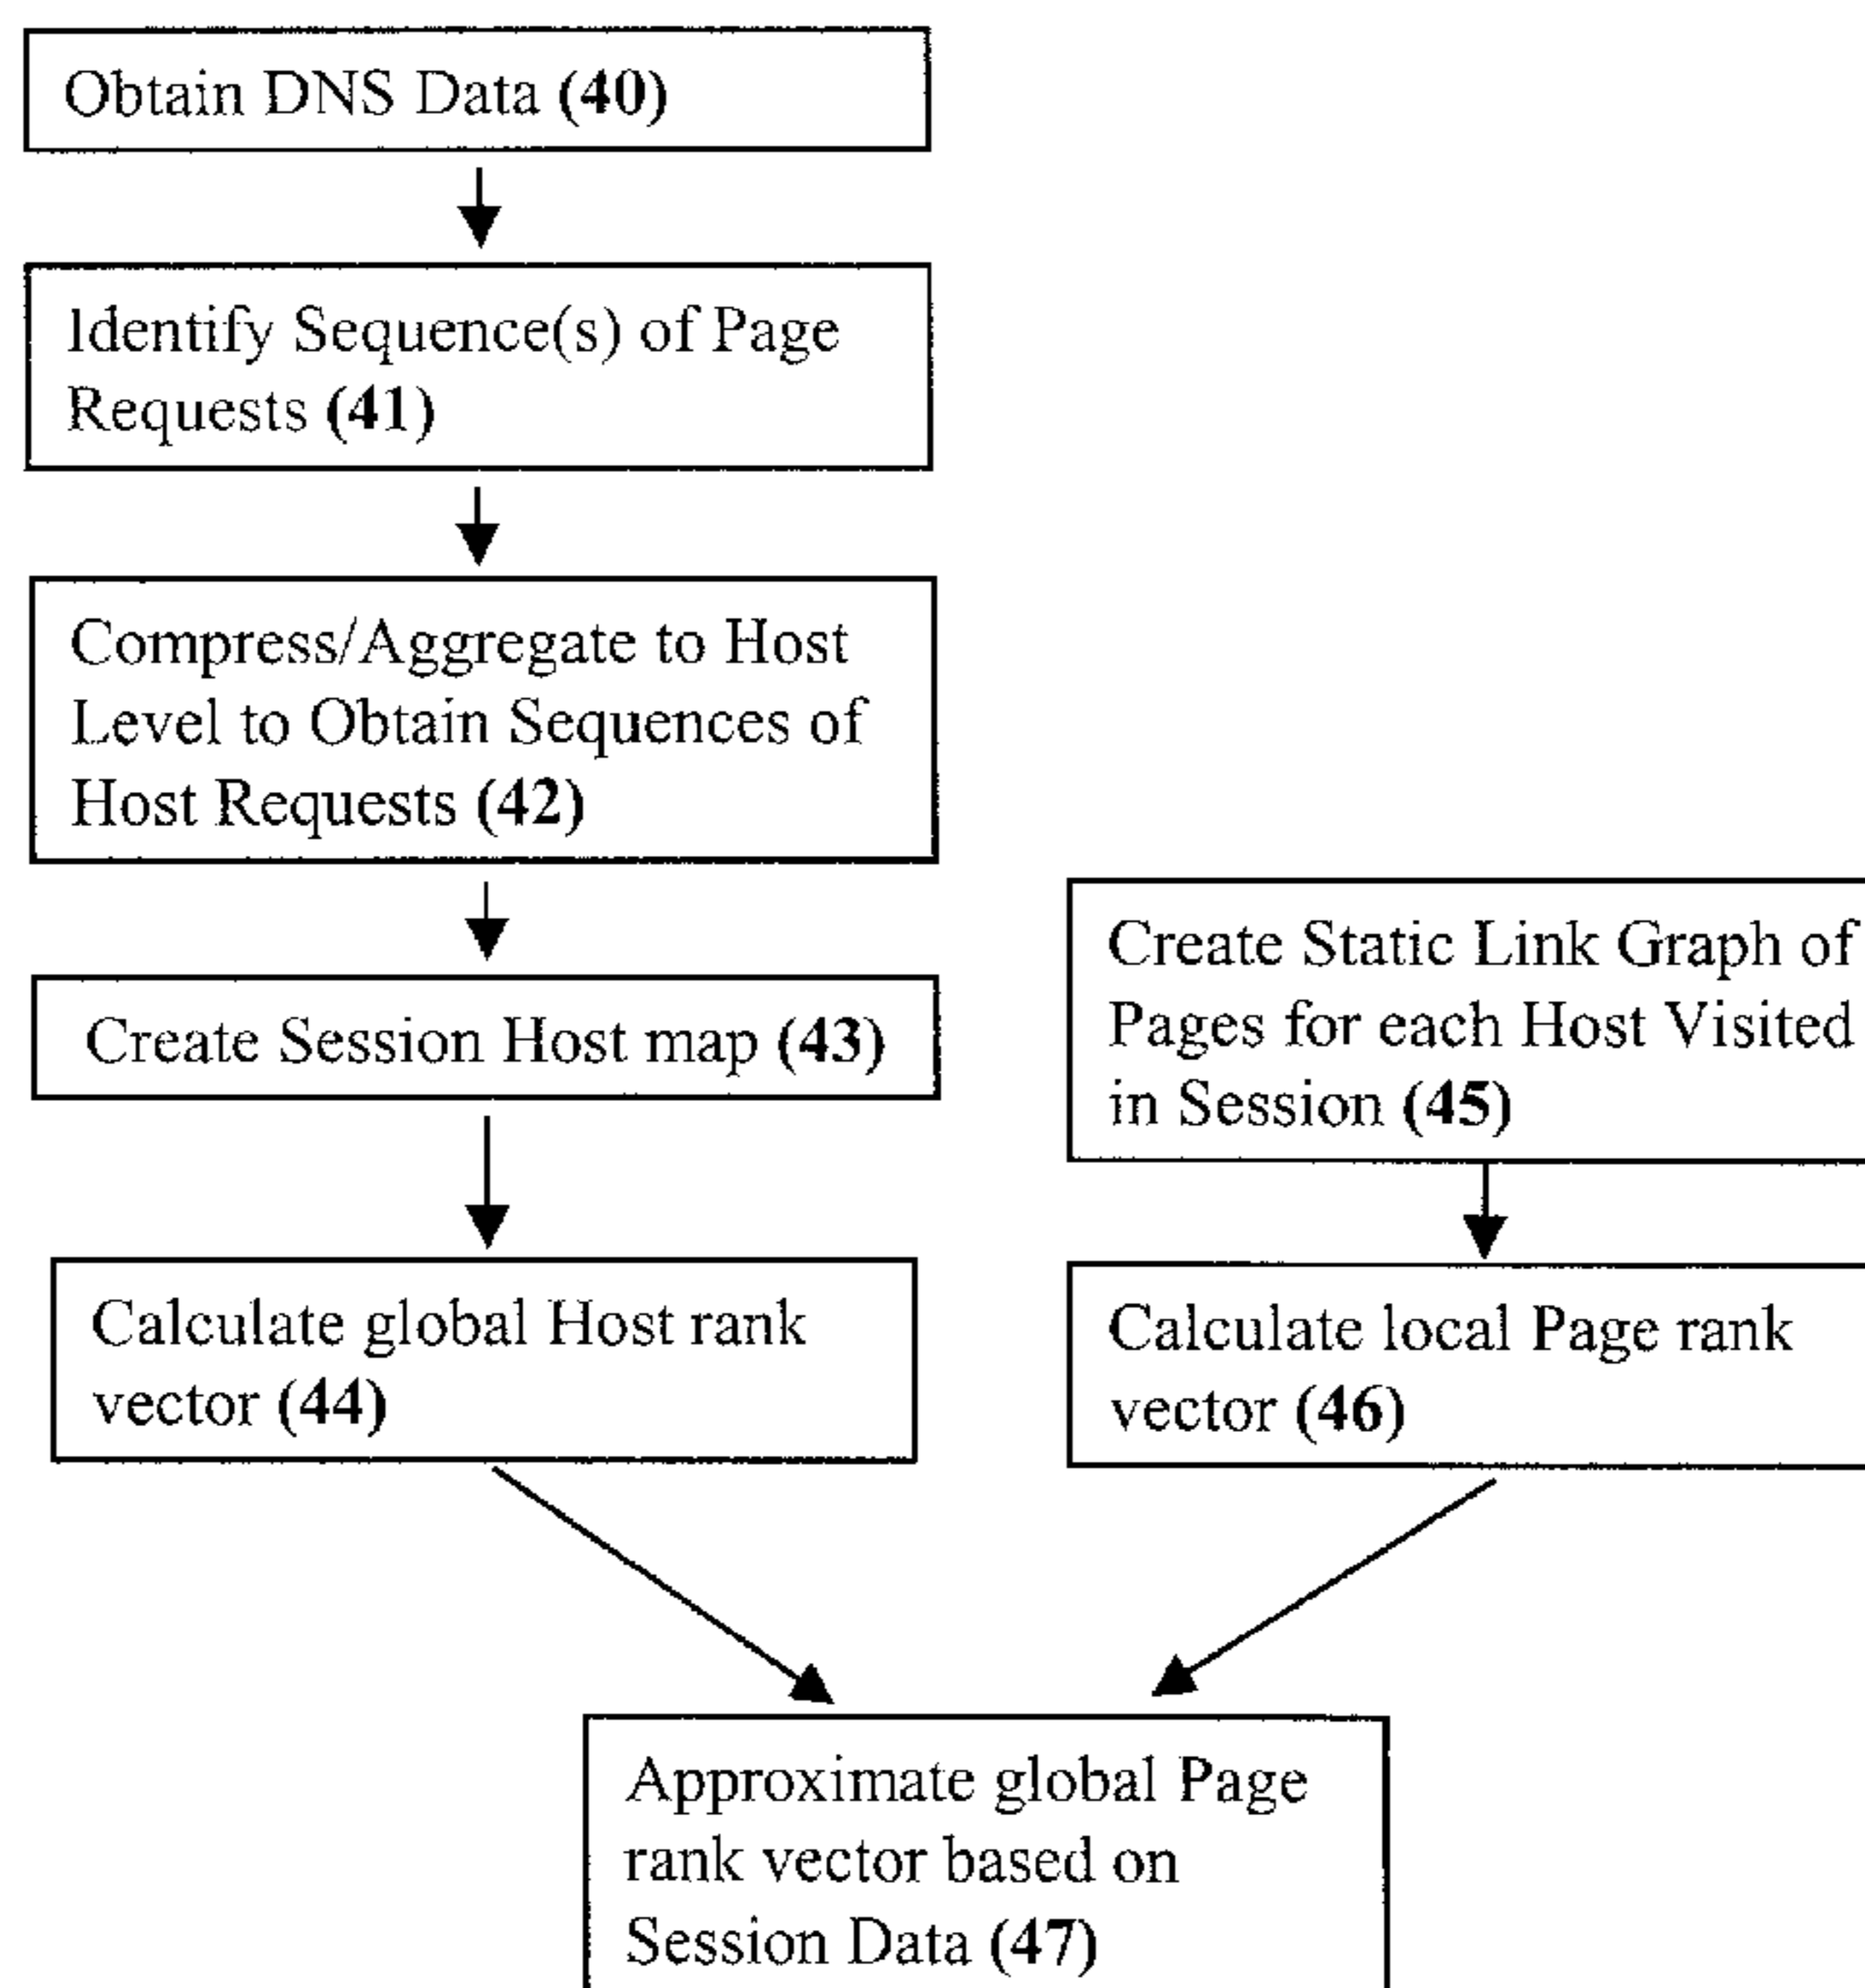 Obtain DNS Data (40)
Identify Sequence(s) of Page
Requests (41)
Compress/Aggregate to Host
Level to Obtain Sequences of
Host Requests (42)
Create Session Host map (43)
Calculate global Host rank
vector (44)
Create Static Link Graph of
Pages for each Host Visited
in Session (45)
Calculate local Page rank
vector (46)
Approximate global Page
rank vector based on
Session Data (47)